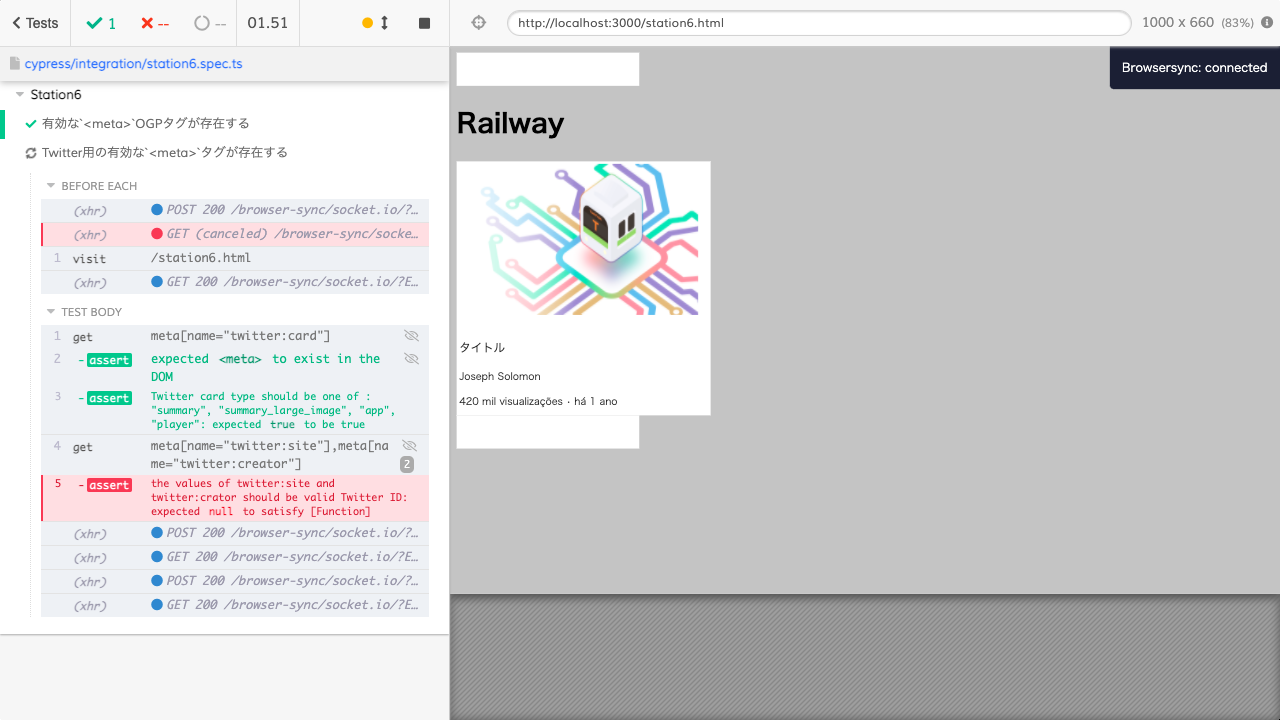 Tests
1
--
--
01.51
http://localhost:3000/station6.html
1000 x 660 (83%)
cypress/integration/station6.spec.ts
Station6
有効な`<meta>`OGPタグが存在する
Twitter用の有効な`<meta>`タグが存在する
BEFORE EACH
(xhr) POST 200 /browser-sync/socket.io/?…
(xhr) GET (canceled) /browser-sync/socke…
1 visit /station6.html
(xhr) GET 200 /browser-sync/socket.io/?E…
TEST BODY
1 get meta[name="twitter:card"]
2 -assert expected <meta> to exist in the
DOM
3 -assert Twitter card type should be one of :
"summary", "summary_large_image", "app",
"player": expected true to be true
4 get meta[name="twitter:site"],meta[na
me="twitter:creator"] 2
5 -assert the values of twitter:site and
twitter:crator should be valid Twitter ID:
expected null to satisfy [Function]
(xhr) POST 200 /browser-sync/socket.io/?…
(xhr) GET 200 /browser-sync/socket.io/?E…
(xhr) POST 200 /browser-sync/socket.io/?…
(xhr) GET 200 /browser-sync/socket.io/?E…
Browsersync: connected
Railway
T
タイトル
Joseph Solomon
420 mil visualizações · há 1 ano